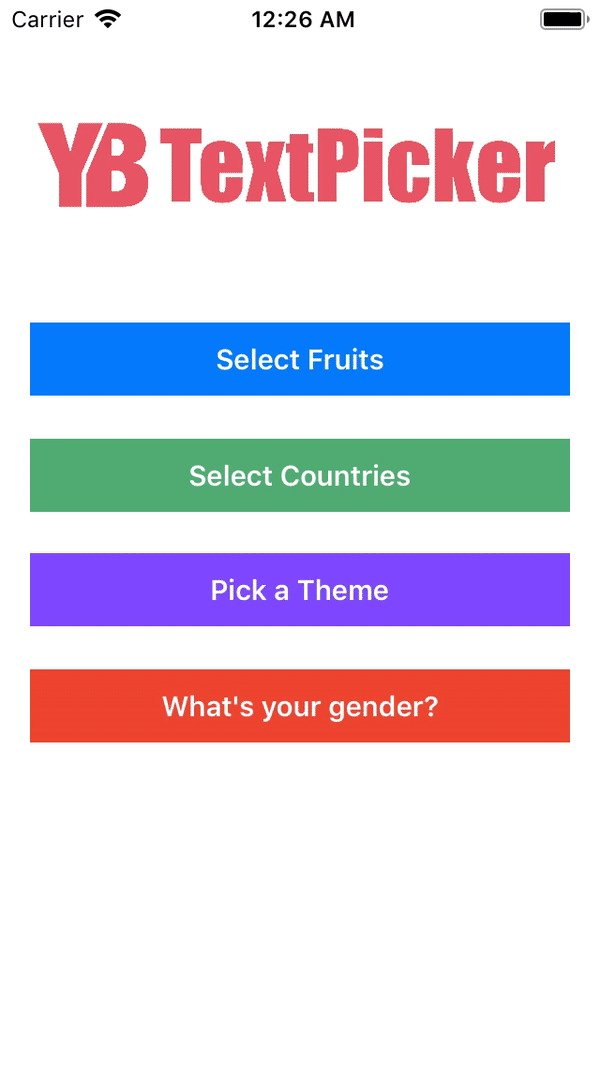 Carrier 12:26 AM
YB TextPicker
Select Fruits
Select Countries
Pick a Theme
What's your gender?